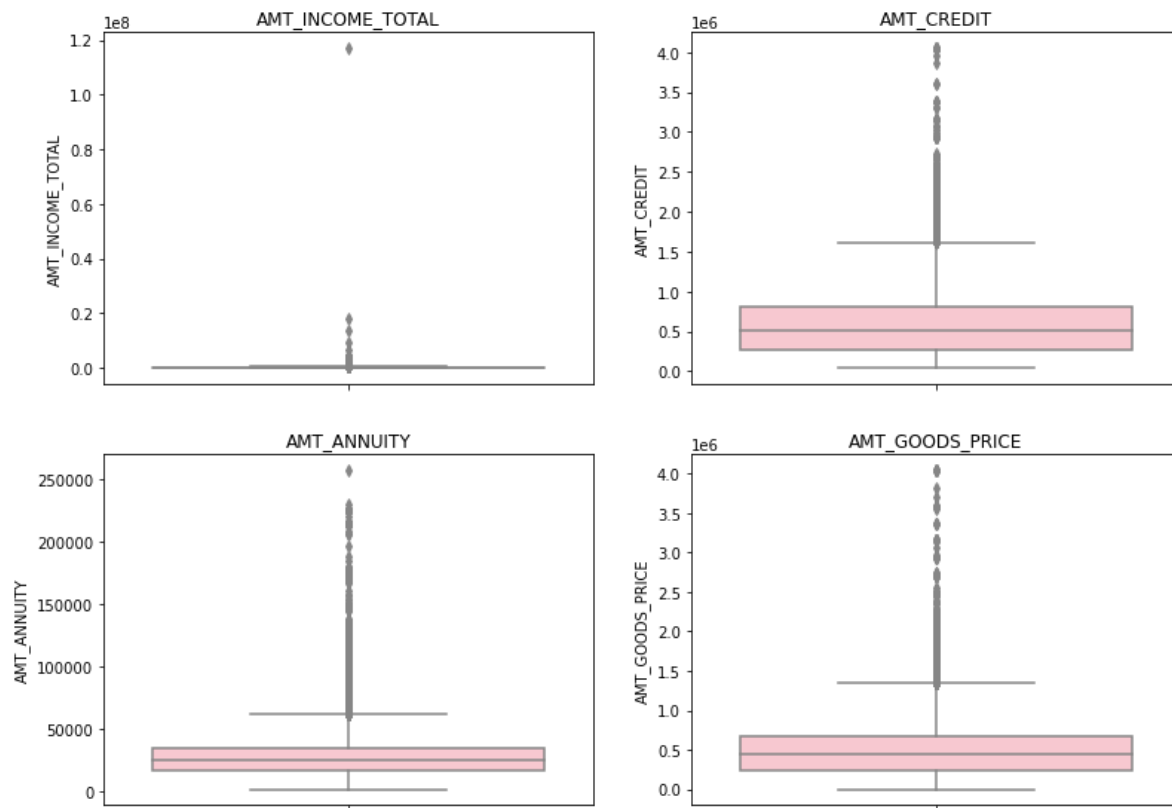 AMT_INCOME_TOTAL
1e8
1.2
1.0
0.8
0.6
0.4
0.2
0.0
AMT_INCOME_TOTAL
AMT_CREDIT
1e6
4.0
3.5
3.0
2.5
2.0
1.5
1.0
0.5
0.0
AMT_CREDIT
AMT_ANNUITY
250000
200000
150000
100000
50000
0
AMT_ANNUITY
AMT_GOODS_PRICE
1e6
4.0
3.5
3.0
2.5
2.0
1.5
1.0
0.5
0.0
AMT_GOODS_PRICE